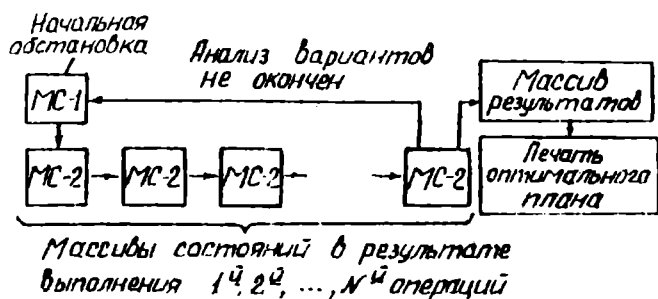 Начальная
обстановка
Анализ вариантов
не окончен
Массив
результатов
МС-1
МС-2
МС-2
МС-2
МС-2
Печать
оптимального
плана
Массивы состояний в результате
выполнения 1й, 2й, ..., Nй операций